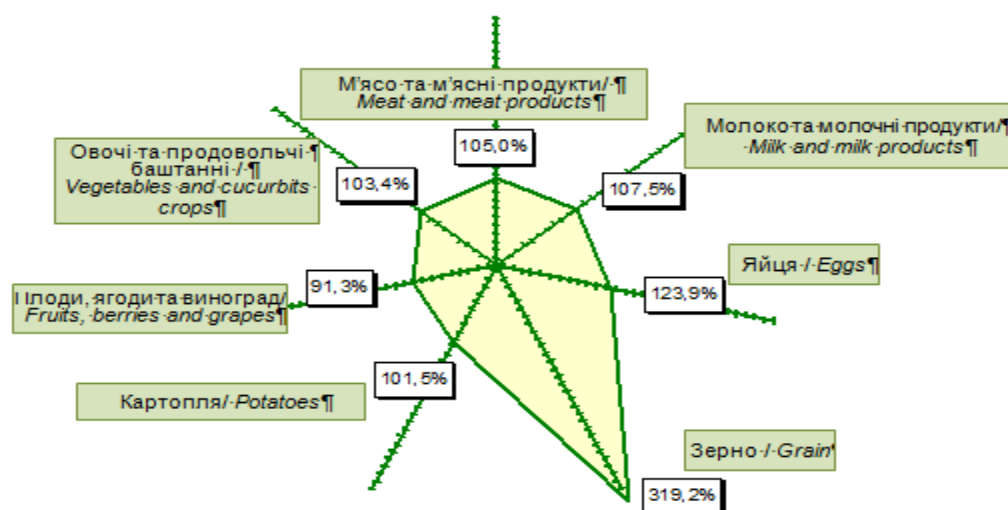 М'ясо·та·м'ясні·продукти/·¶
Meat·and·meat·products¶
105,0%
Молоко·та·молочні·продукти/¶
·Milk·and·milk·products¶
107,5%
Овочі·та·продовольчі·¶
баштанні·/·¶
Vegetables·and·cucurbits·
crops¶
103,4%
Яйця·/·Eggs¶
123,9%
Плоди,·ягоди·та·виноград/
Fruits,·berries·and·grapes¶
91,3%
101,5%
Картопля/·Potatoes¶
Зерно·/·Grain¶
319,2%